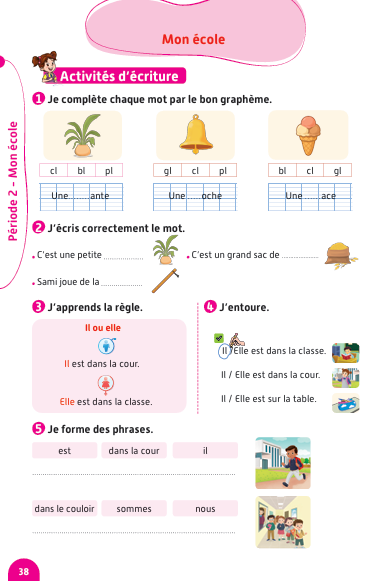 Mon école
Activités d'écriture
Période 2 - Mon école
1 Je complète chaque mot par le bon graphème.
cl bl pl gl cl pl bl cl gl
Une ......ante Une ......oche Une ......ace
2 J'écris correctement le mot.
• C'est une petite ............... • C'est un grand sac de ..............
• Sami joue de la ...............
3 J'apprends la règle.
Il ou elle
Il est dans la cour.
Elle est dans la classe.
4 J'entoure.
Il / Elle est dans la classe.
Il / Elle est dans la cour.
Il / Elle est sur la table.
5 Je forme des phrases.
est dans la cour il
................................................................
dans le couloir sommes nous
................................................................
38